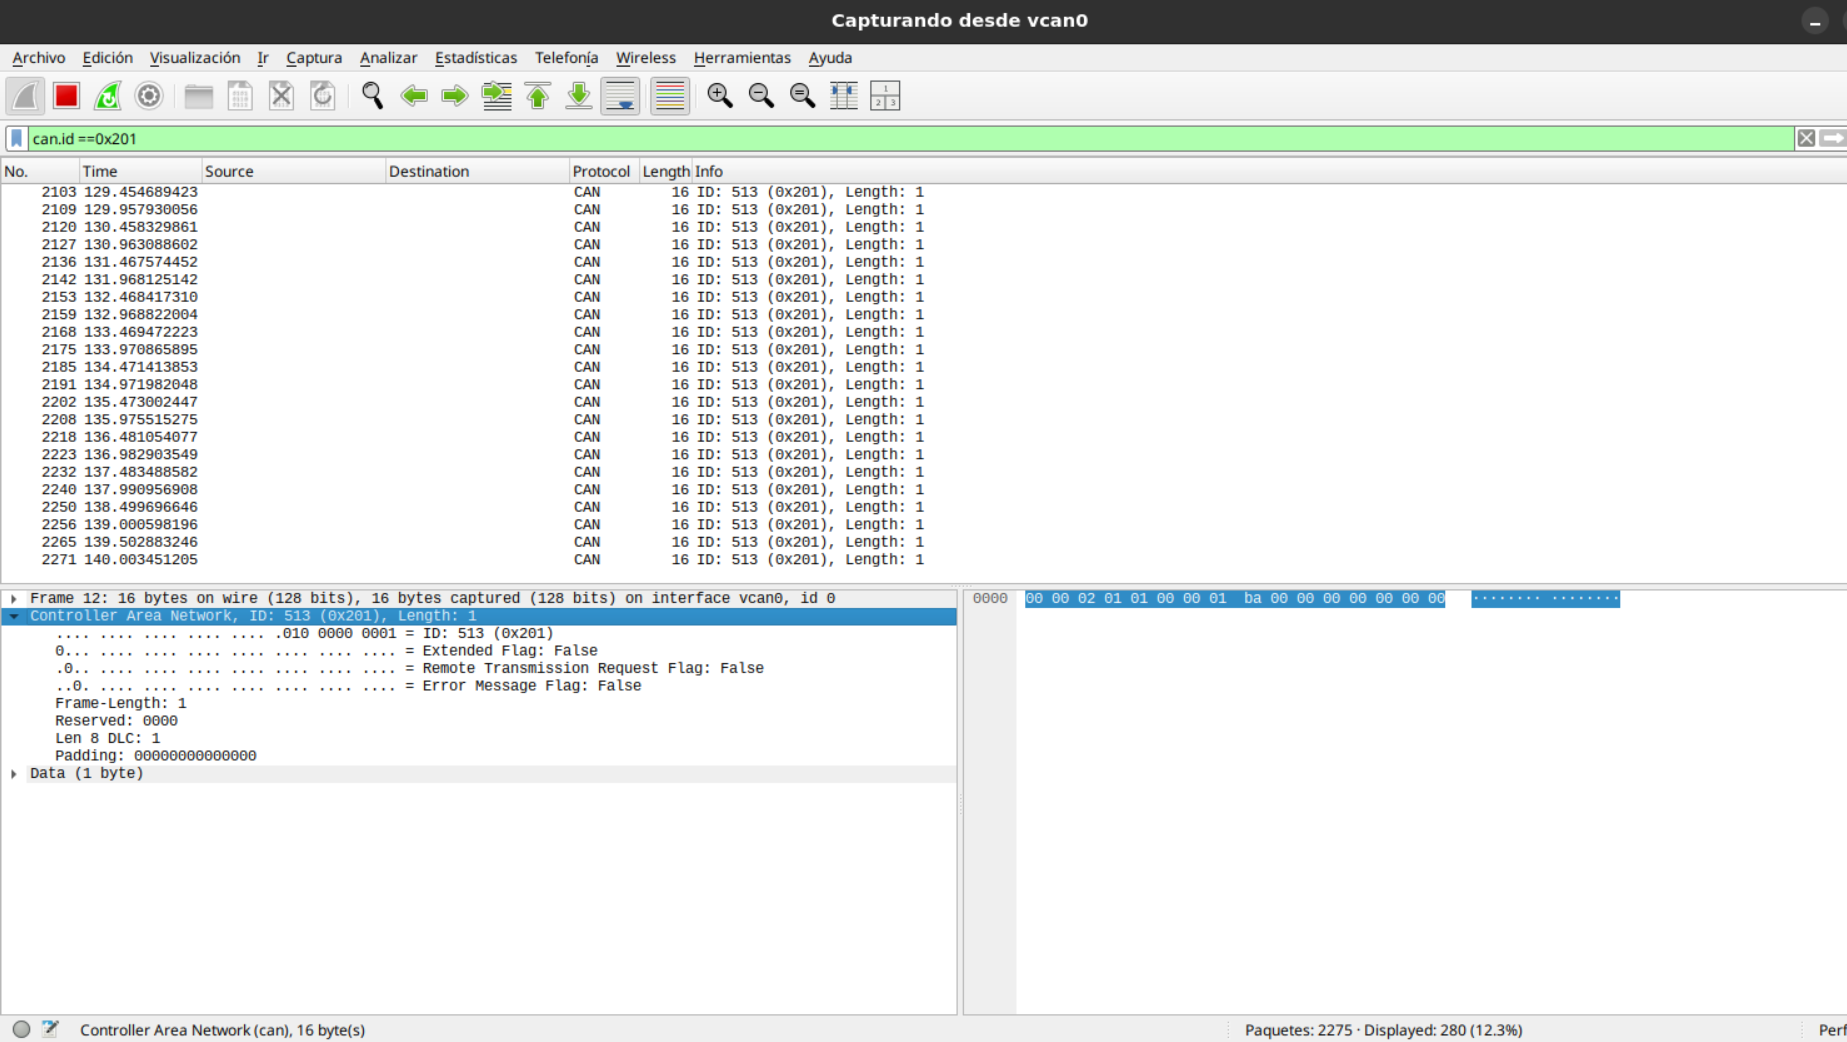 Capturando desde vcan0
Archivo Edición Visualización Ir Captura Analizar Estadísticas Telefonía Wireless Herramientas Ayuda
can.id ==0x201
No. Time Source Destination Protocol Length Info
2103 129.454689423 CAN 16 ID: 513 (0x201), Length: 1
2109 129.957930056 CAN 16 ID: 513 (0x201), Length: 1
2120 130.458329861 CAN 16 ID: 513 (0x201), Length: 1
2127 130.963088602 CAN 16 ID: 513 (0x201), Length: 1
2136 131.467574452 CAN 16 ID: 513 (0x201), Length: 1
2142 131.968125142 CAN 16 ID: 513 (0x201), Length: 1
2153 132.468417310 CAN 16 ID: 513 (0x201), Length: 1
2159 132.968822004 CAN 16 ID: 513 (0x201), Length: 1
2168 133.469472223 CAN 16 ID: 513 (0x201), Length: 1
2175 133.970865895 CAN 16 ID: 513 (0x201), Length: 1
2185 134.471413853 CAN 16 ID: 513 (0x201), Length: 1
2191 134.971982048 CAN 16 ID: 513 (0x201), Length: 1
2202 135.473002447 CAN 16 ID: 513 (0x201), Length: 1
2208 135.975515275 CAN 16 ID: 513 (0x201), Length: 1
2218 136.481054077 CAN 16 ID: 513 (0x201), Length: 1
2223 136.982903549 CAN 16 ID: 513 (0x201), Length: 1
2232 137.483488582 CAN 16 ID: 513 (0x201), Length: 1
2240 137.990956908 CAN 16 ID: 513 (0x201), Length: 1
2250 138.499696646 CAN 16 ID: 513 (0x201), Length: 1
2256 139.000598196 CAN 16 ID: 513 (0x201), Length: 1
2265 139.502883246 CAN 16 ID: 513 (0x201), Length: 1
2271 140.003451205 CAN 16 ID: 513 (0x201), Length: 1
Frame 12: 16 bytes on wire (128 bits), 16 bytes captured (128 bits) on interface vcan0, id 0
Controller Area Network, ID: 513 (0x201), Length: 1
.... .... .... .... .... .010 0000 0001 = ID: 513 (0x201)
0... .... .... .... .... .... .... .... = Extended Flag: False
.0.. .... .... .... .... .... .... .... = Remote Transmission Request Flag: False
..0. .... .... .... .... .... .... .... = Error Message Flag: False
Frame-Length: 1
Reserved: 0000
Len 8 DLC: 1
Padding: 00000000000000
Data (1 byte)
0000 00 00 02 01 01 00 00 01 ba 00 00 00 00 00 00 00 ········ ········
Controller Area Network (can), 16 byte(s)
Paquetes: 2275 · Displayed: 280 (12.3%)
Perf